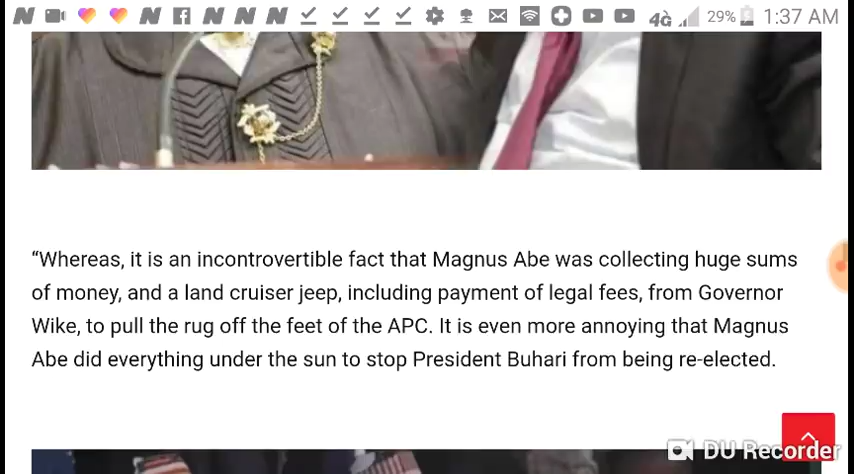 4G 29% 1:37 AM
“Whereas, it is an incontrovertible fact that Magnus Abe was collecting huge sums
of money, and a land cruiser jeep, including payment of legal fees, from Governor
Wike, to pull the rug off the feet of the APC. It is even more annoying that Magnus
Abe did everything under the sun to stop President Buhari from being re-elected.
DU Recorder